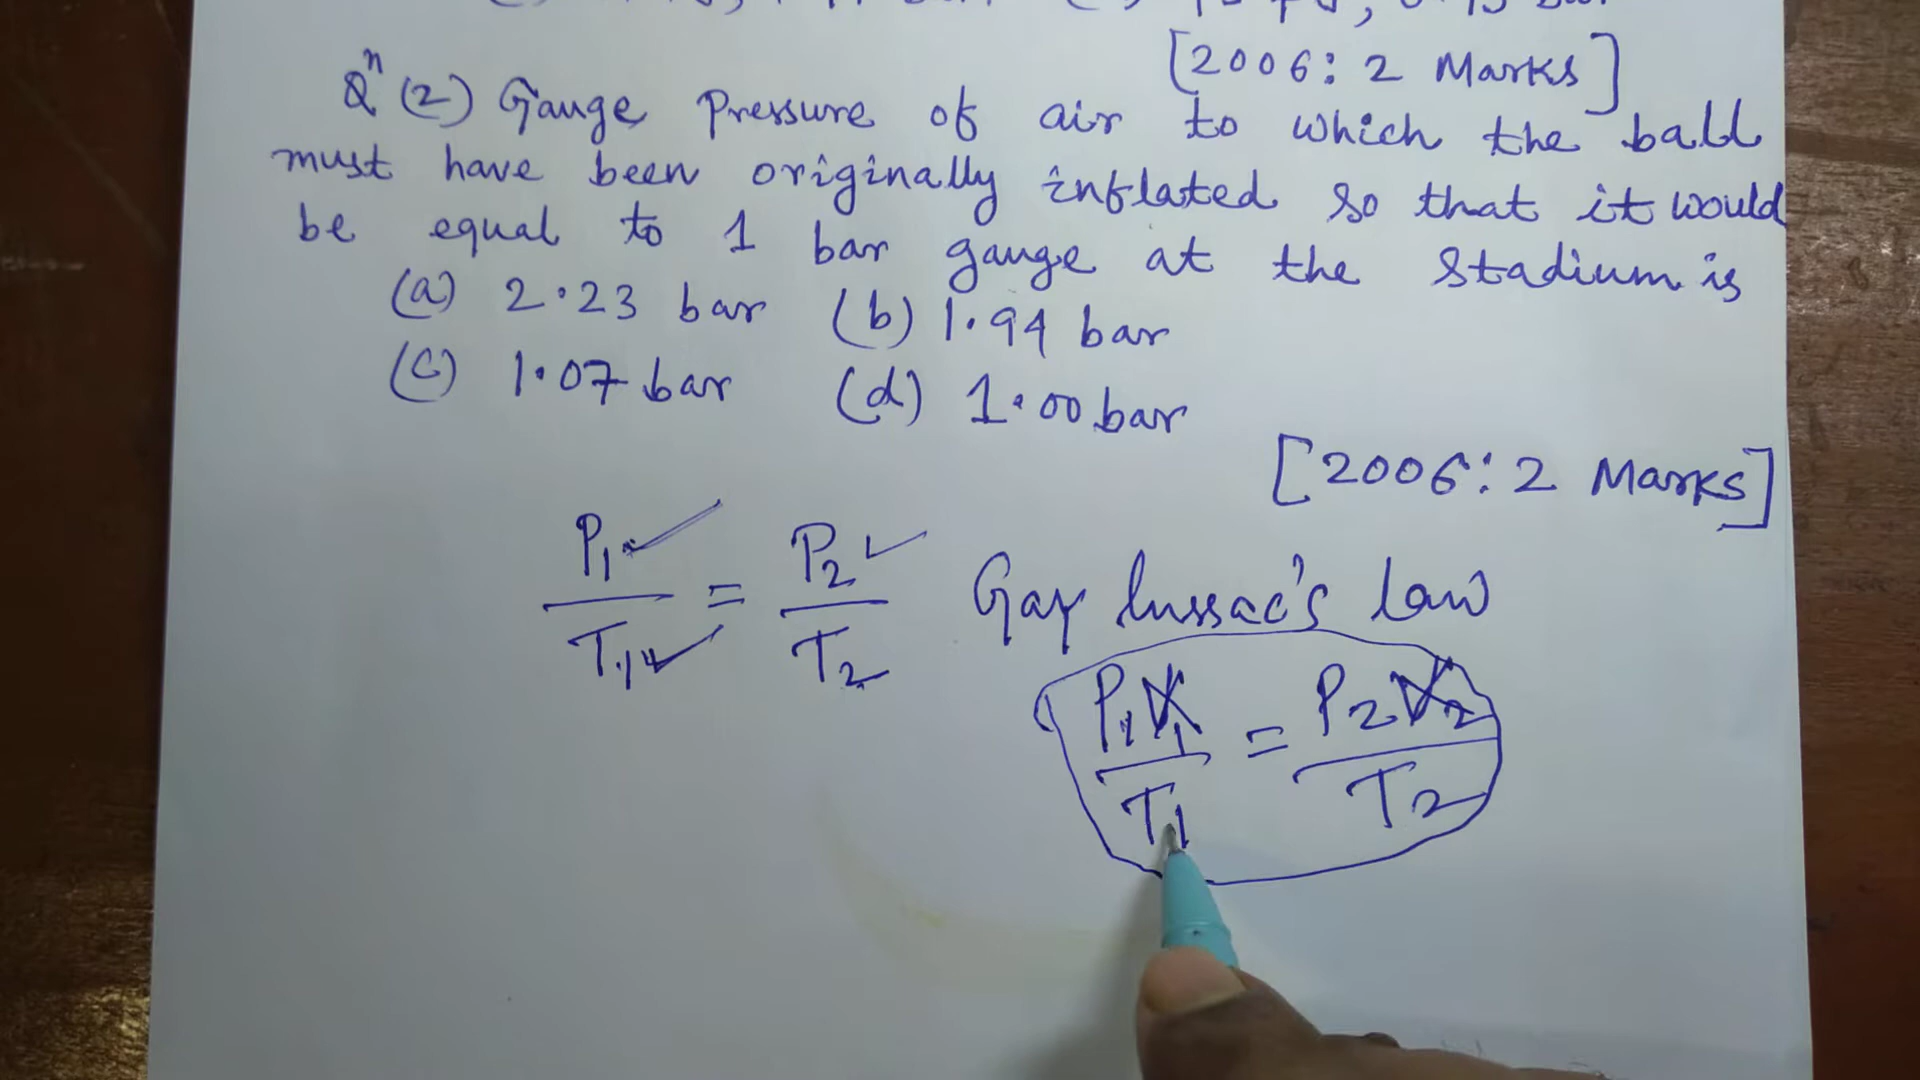 [2006: 2 Marks]
Qⁿ (2) Gauge Pressure of air to which the ball
must have been originally inflated so that it would
be equal to 1 bar gauge at the stadium is
(a) 2.23 bar (b) 1.94 bar
(c) 1.07 bar (d) 1.00 bar
[2006: 2 Marks]
P₁/T₁ = P₂/T₂ Gay lussac's law
P₁V₁/T₁ = P₂V₂/T₂